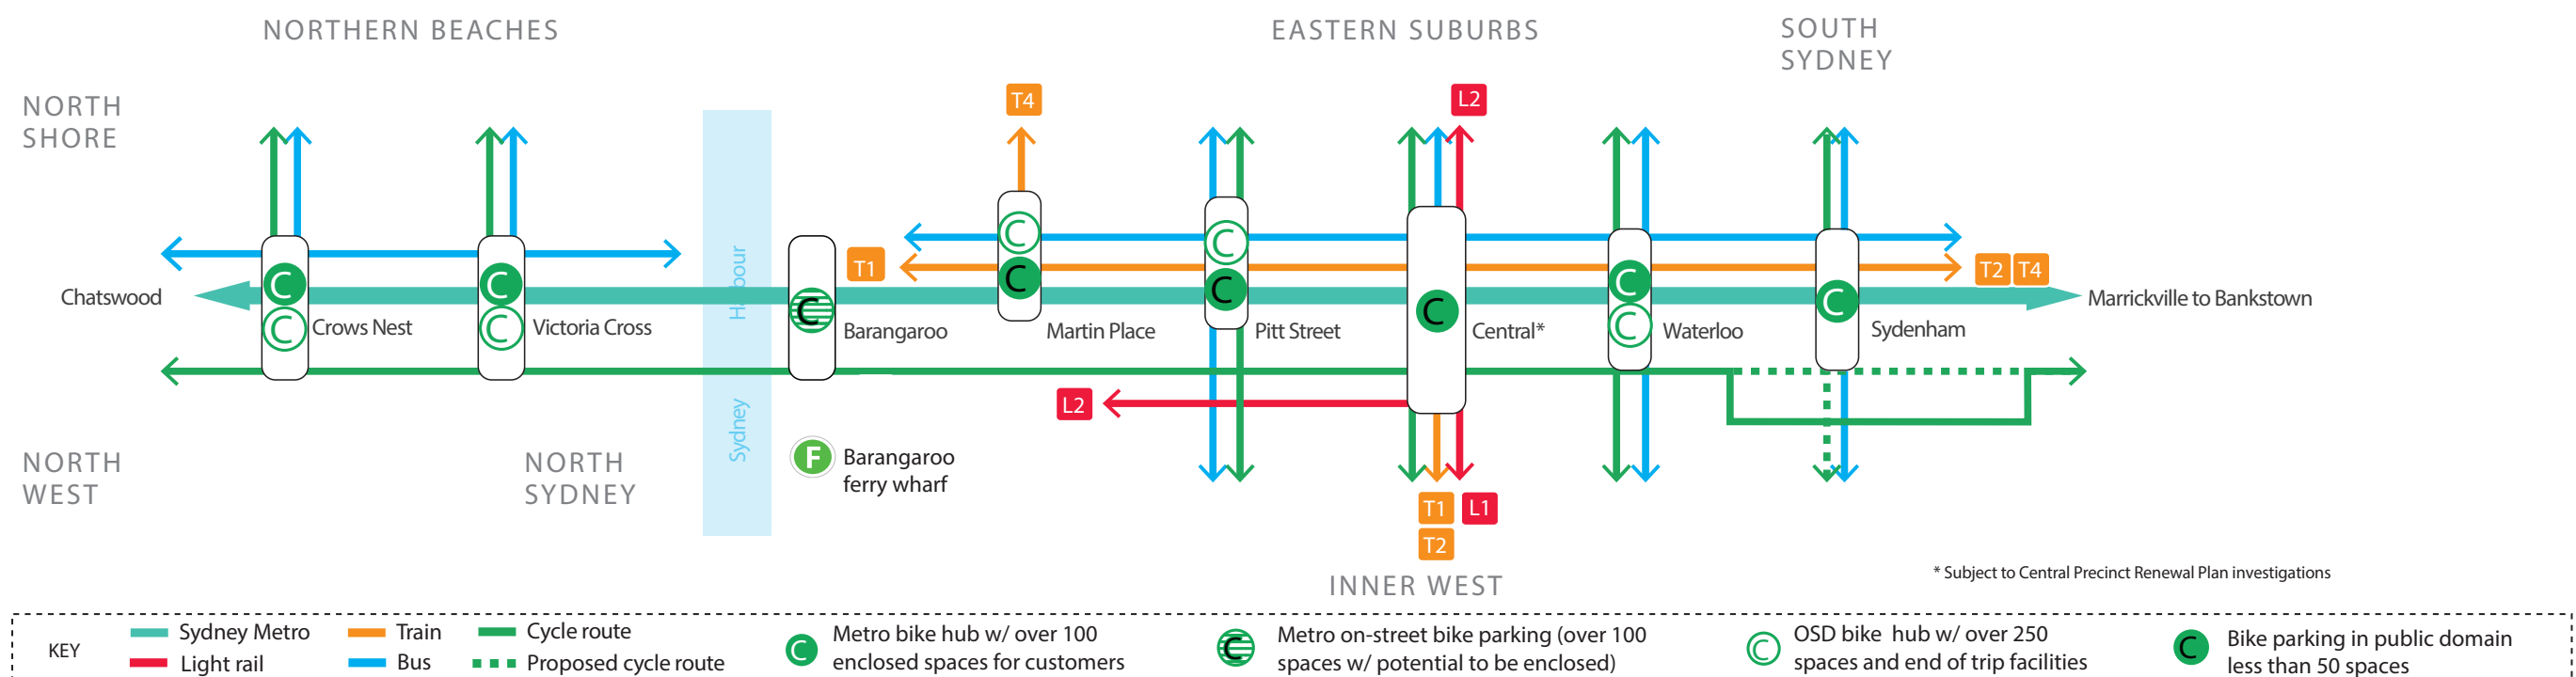 NORTHERN BEACHES
EASTERN SUBURBS
SOUTH
SYDNEY
NORTH
SHORE
T4
L2
T1
T2 T4
C
C
C
C
C
C
C
C
C
C
C
C
C
Chatswood
Crows Nest
Victoria Cross
Sydney Harbour
Barangaroo
Martin Place
Pitt Street
Central*
Waterloo
Sydenham
Marrickville to Bankstown
L2
NORTH
WEST
NORTH
SYDNEY
F
Barangaroo
ferry wharf
T1 L1
T2
INNER WEST
* Subject to Central Precinct Renewal Plan investigations
KEY
Sydney Metro
Light rail
Train
Bus
Cycle route
Proposed cycle route
C
Metro bike hub w/ over 100
enclosed spaces for customers
C
Metro on-street bike parking (over 100
spaces w/ potential to be enclosed)
C
OSD bike hub w/ over 250
spaces and end of trip facilities
C
Bike parking in public domain
less than 50 spaces